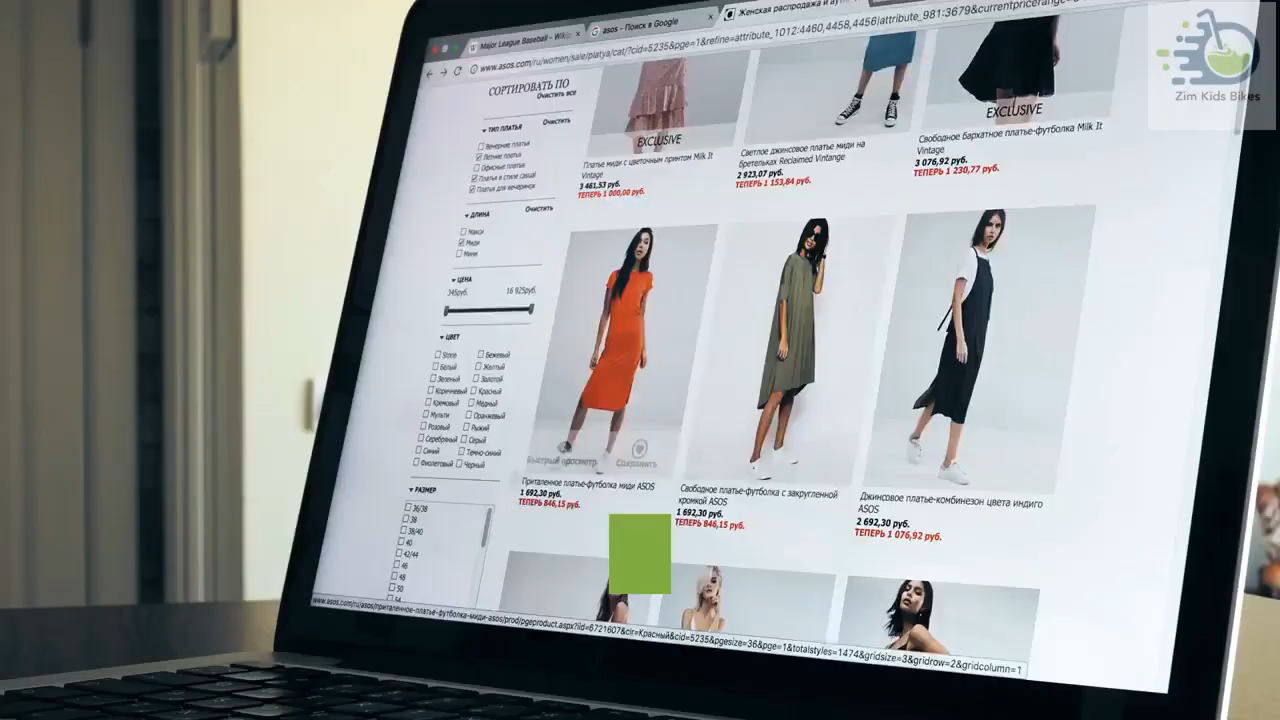 Major League Baseball - Wikip
asos - Поиск в Google
Женская распродажа и аутл
www.asos.com/ru/women/sale/platya/cat/?cid=5235&pge=1&refine=attribute_1012:4460,4458,4456|attribute_981:3679&currentpricerange=
Zim Kids Bikes
СОРТИРОВАТЬ ПО
Очистить все
ТИП ПЛАТЬЯ
Очистить
Вечерние платья
Летние платья
Офисные платья
Платья в стиле casual
Платья для вечеринок
ДЛИНА
Очистить
Макси
Миди
Мини
ЦЕНА
345руб.
16 925руб.
ЦВЕТ
Stone
Бежевый
Белый
Желтый
Зеленый
Золотой
Коричневый
Красный
Кремовый
Медный
Мульти
Оранжевый
Розовый
Рыжий
Серебряный
Серый
Синий
Темно-синий
Фиолетовый
Черный
РАЗМЕР
36/38
38
38/40
40
42/44
46
48
50
EXCLUSIVE
Платье миди с цветочным принтом Milk It
Vintage
3 461,53 руб.
ТЕПЕРЬ 1 000,00 руб.
Светлое джинсовое платье миди на
бретельках Reclaimed Vintange
2 923,07 руб.
ТЕПЕРЬ 1 153,84 руб.
EXCLUSIVE
Свободное бархатное платье-футболка Milk It
Vintage
3 076,92 руб.
ТЕПЕРЬ 1 230,77 руб.
Быстрый просмотр
Сохранить
Приталенное платье-футболка миди ASOS
1 692,30 руб.
ТЕПЕРЬ 846,15 руб.
Свободное платье-футболка с закругленной
кромкой ASOS
1 692,30 руб.
ТЕПЕРЬ 846,15 руб.
Джинсовое платье-комбинезон цвета индиго
ASOS
2 692,30 руб.
ТЕПЕРЬ 1 076,92 руб.
www.asos.com/ru/asos/приталенное-платье-футболка-миди-asos/prod/pgeproduct.aspx?iid=6721607&clr=Красный&cid=5235&pgesize=36&pge=1&totalstyles=1474&gridsize=3&gridrow=2&gridcolumn=1